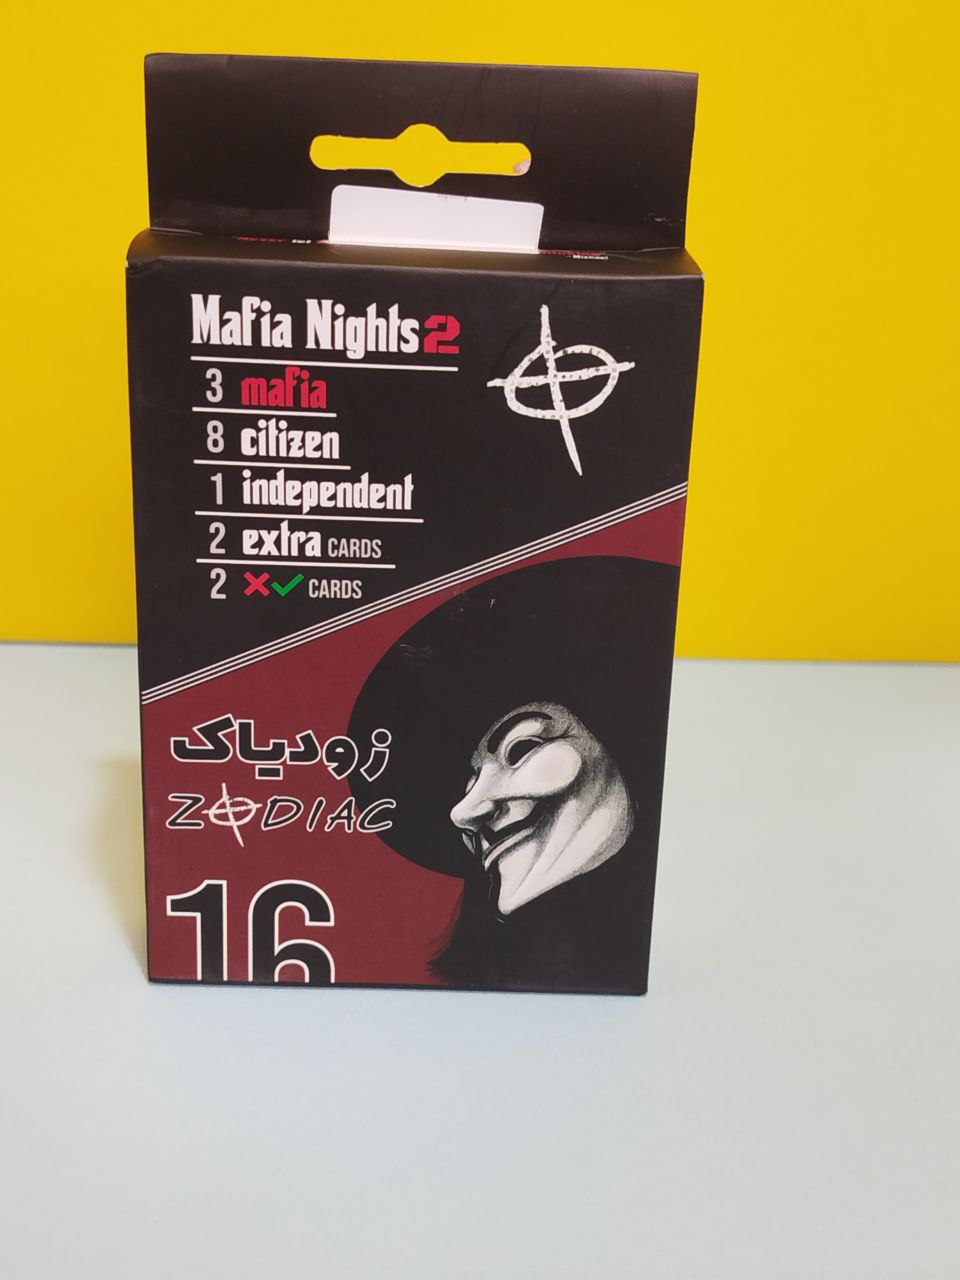 Mafia Nights 2
3 mafia
8 citizen
1 independent
2 extra CARDS
2 ❌✔ CARDS
زودیاک
ZODIAC
16